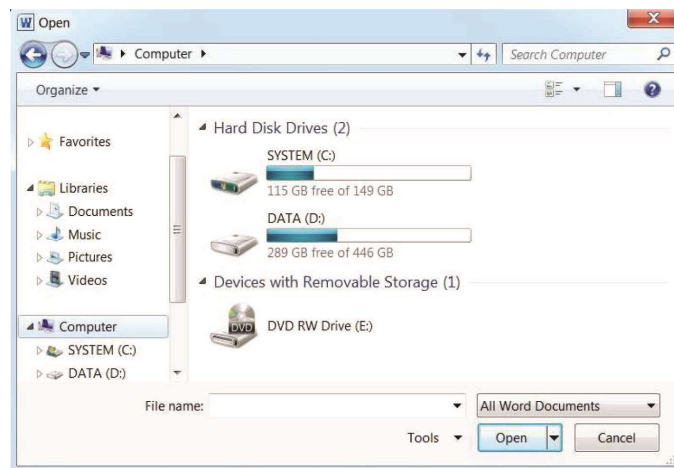 Open
Computer
Search Computer
Organize
Favorites
Libraries
Documents
Music
Pictures
Videos
Computer
SYSTEM (C:)
DATA (D:)
Hard Disk Drives (2)
SYSTEM (C:)
115 GB free of 149 GB
DATA (D:)
289 GB free of 446 GB
Devices with Removable Storage (1)
DVD
DVD RW Drive (E:)
File name:
All Word Documents
Tools
Open
Cancel